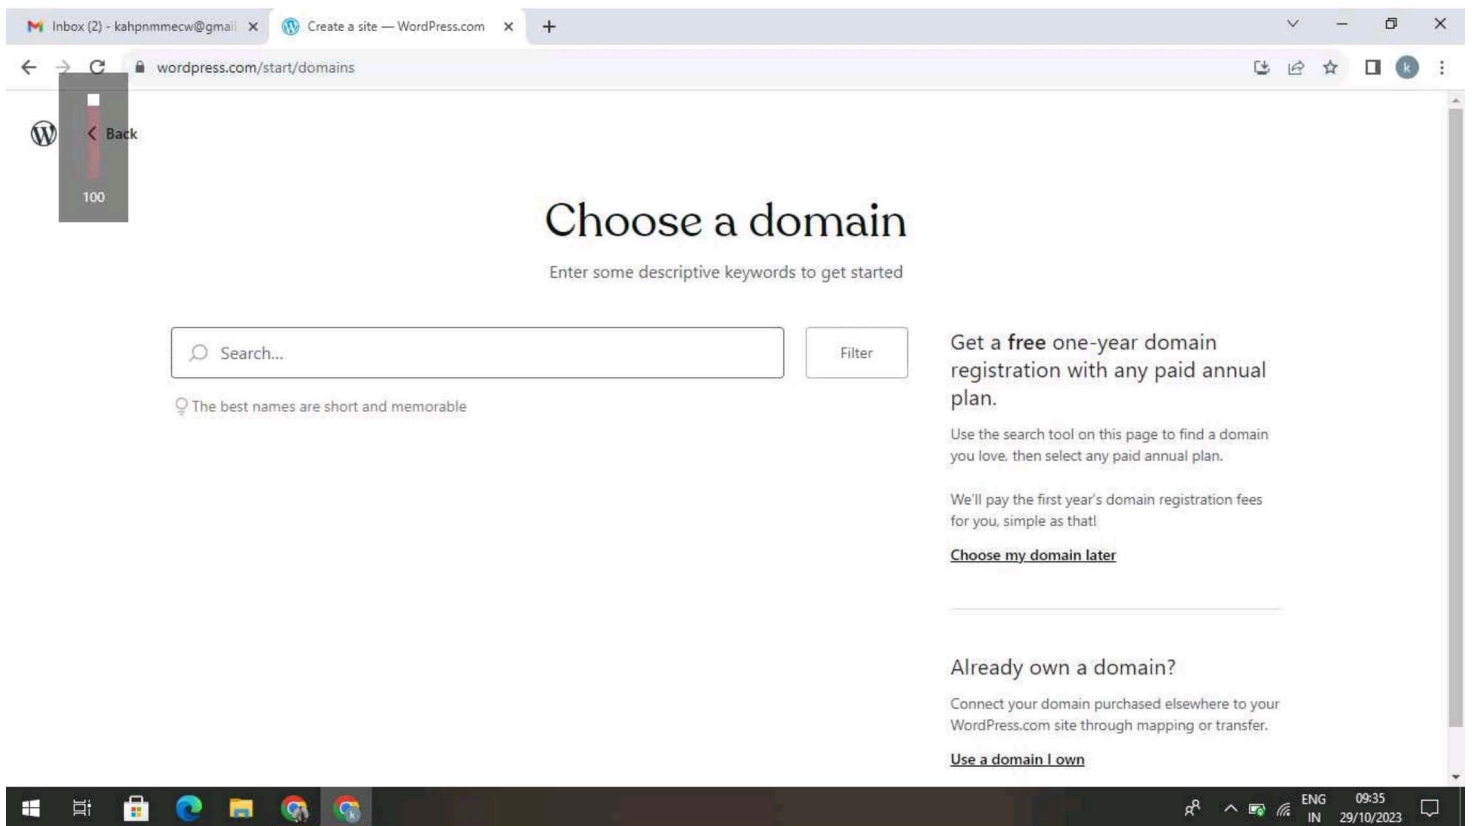 Inbox (2) - kahpnmmecw@gmai
Create a site — WordPress.com
wordpress.com/start/domains
k
Back
100
Choose a domain
Enter some descriptive keywords to get started
Search...
Filter
The best names are short and memorable
Get a free one-year domain
registration with any paid annual
plan.
Use the search tool on this page to find a domain
you love, then select any paid annual plan.
We'll pay the first year's domain registration fees
for you, simple as that!
Choose my domain later
Already own a domain?
Connect your domain purchased elsewhere to your
WordPress.com site through mapping or transfer.
Use a domain I own
ENG
IN
09:35
29/10/2023